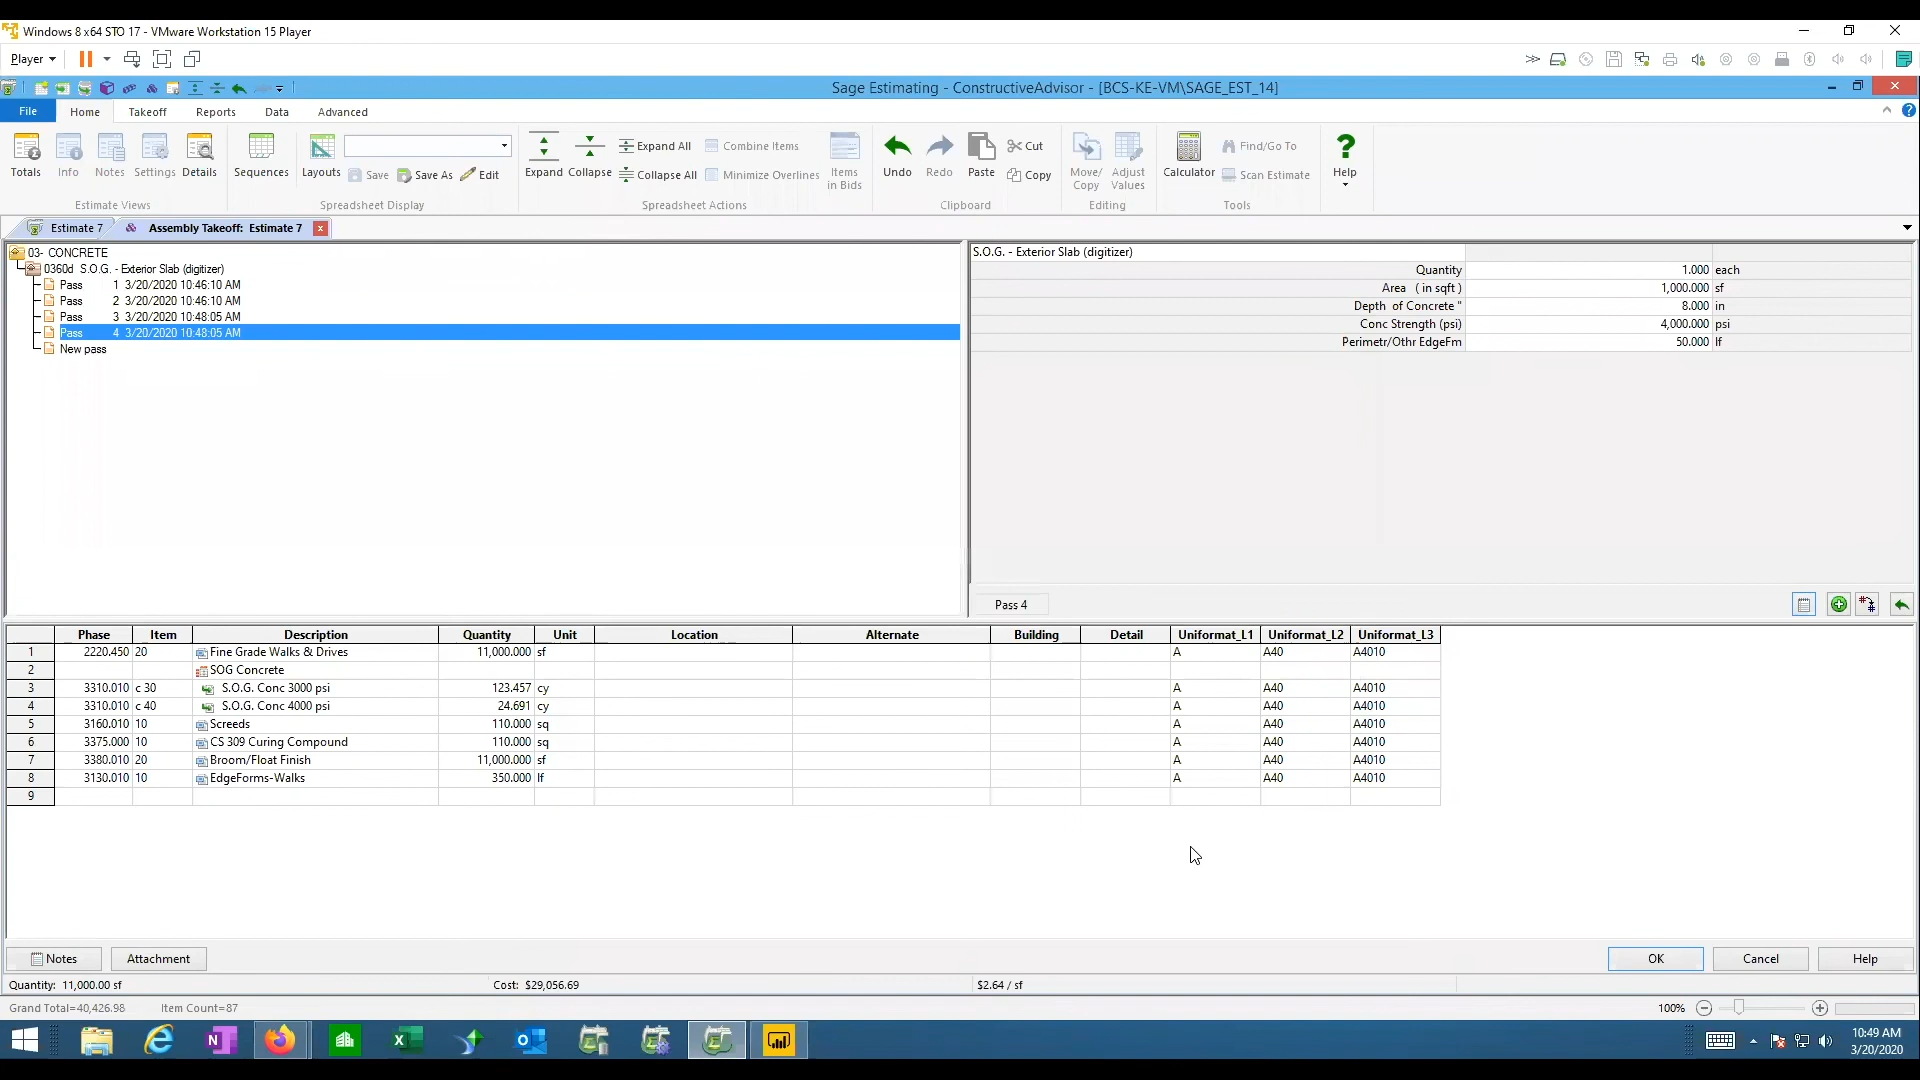 Windows 8 x64 STO 17 - VMware Workstation 15 Player
Player
Sage Estimating - ConstructiveAdvisor - [BCS-KE-VM\SAGE_EST_14]
File Home Takeoff Reports Data Advanced
Totals Info Notes Settings Details Sequences Layouts Save Save As Edit Expand Collapse Expand All Collapse All Combine Items Minimize Overlines Items in Bids Undo Redo Paste Cut Copy Move/Copy Adjust Values Calculator Find/Go To Scan Estimate Help
Estimate Views Spreadsheet Display Spreadsheet Actions Clipboard Editing Tools
Estimate 7 Assembly Takeoff: Estimate 7
03- CONCRETE
0360d S.O.G. - Exterior Slab (digitizer)
Pass 1 3/20/2020 10:46:10 AM
Pass 2 3/20/2020 10:46:10 AM
Pass 3 3/20/2020 10:48:05 AM
Pass 4 3/20/2020 10:48:05 AM
New pass
S.O.G. - Exterior Slab (digitizer)
Quantity 1.000 each
Area ( in sqft ) 1,000.000 sf
Depth of Concrete " 8.000 in
Conc Strength (psi) 4,000.000 psi
Perimetr/Othr EdgeFm 50.000 lf
Pass 4
Phase Item Description Quantity Unit Location Alternate Building Detail Uniformat_L1 Uniformat_L2 Uniformat_L3
1 2220.450 20 Fine Grade Walks & Drives 11,000.000 sf A A40 A4010
2 SOG Concrete
3 3310.010 c 30 S.O.G. Conc 3000 psi 123.457 cy A A40 A4010
4 3310.010 c 40 S.O.G. Conc 4000 psi 24.691 cy A A40 A4010
5 3160.010 10 Screeds 110.000 sq A A40 A4010
6 3375.000 10 CS 309 Curing Compound 110.000 sq A A40 A4010
7 3380.010 20 Broom/Float Finish 11,000.000 sf A A40 A4010
8 3130.010 10 EdgeForms-Walks 350.000 lf A A40 A4010
9
Notes Attachment OK Cancel Help
Quantity: 11,000.00 sf Cost: $29,056.69 $2.64 / sf
Grand Total=40,426.98 Item Count=87 100%
10:49 AM
3/20/2020